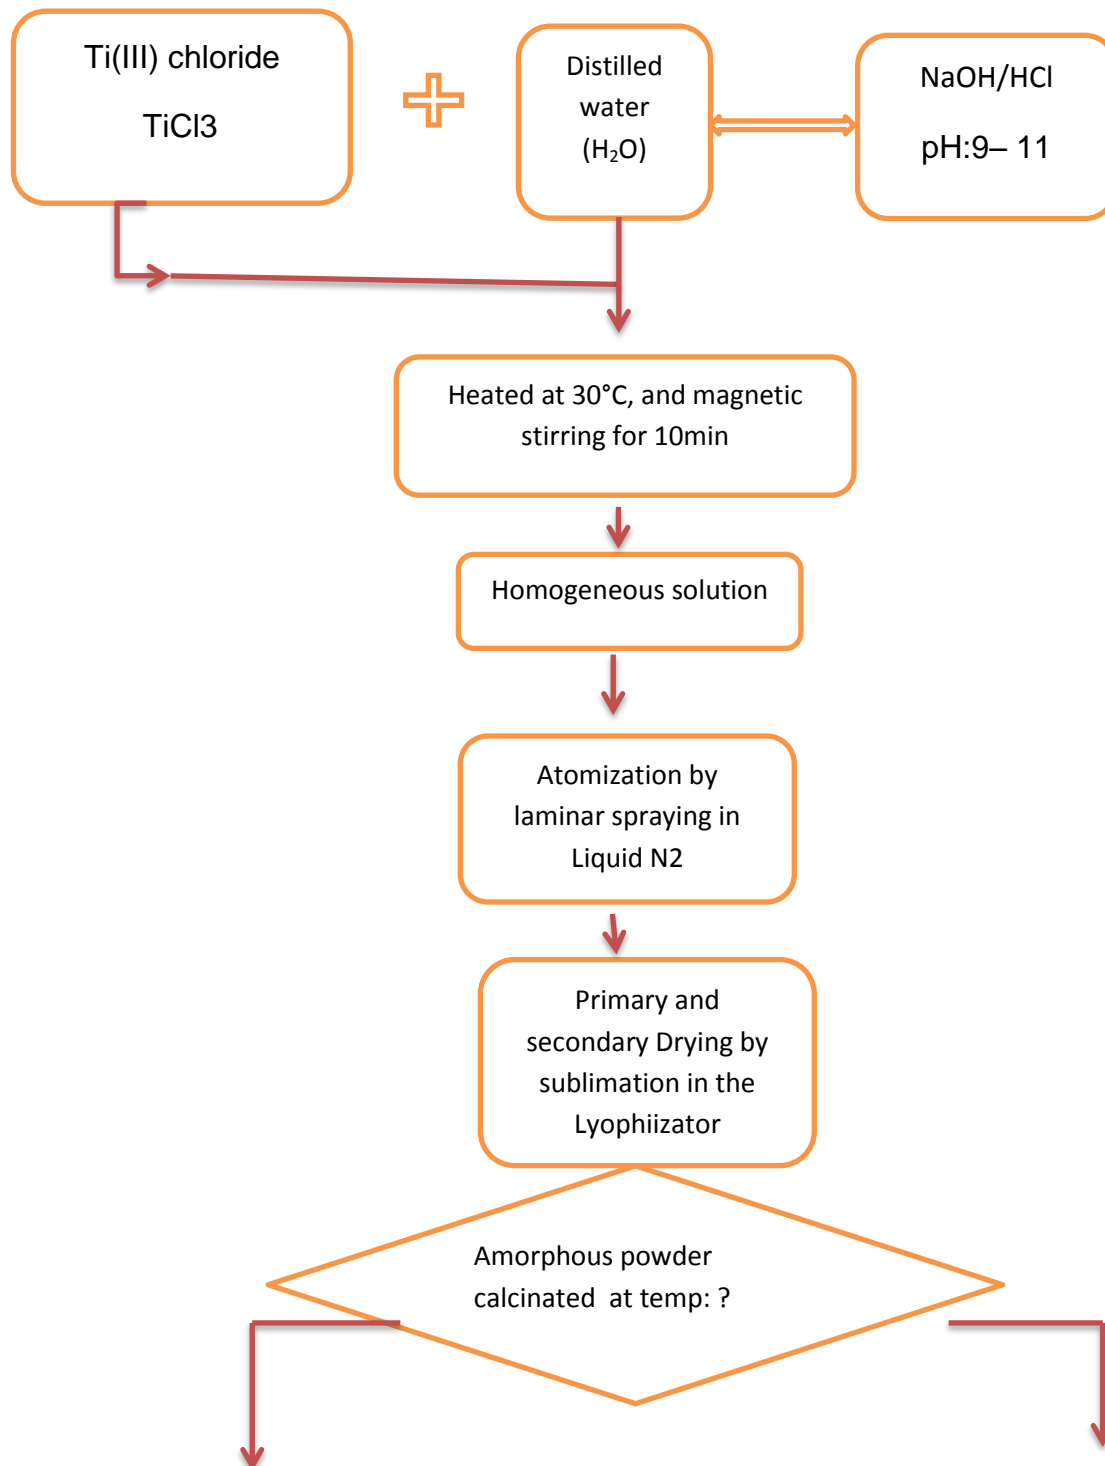 Ti(III) chloride
TiCl3
Distilled
water
(H₂O)
NaOH/HCl
pH:9– 11
Heated at 30°C, and magnetic
stirring for 10min
Homogeneous solution
Atomization by
laminar spraying in
Liquid N2
Primary and
secondary Drying by
sublimation in the
Lyophiizator
Amorphous powder
calcinated at temp: ?